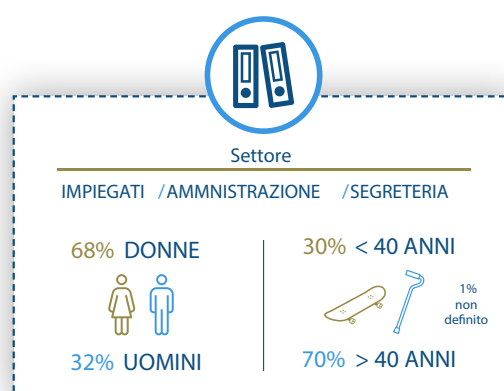 Settore
IMPIEGATI /AMMNISTRAZIONE /SEGRETERIA
68% DONNE
32% UOMINI
30% < 40 ANNI
1%
non
definito
70% > 40 ANNI